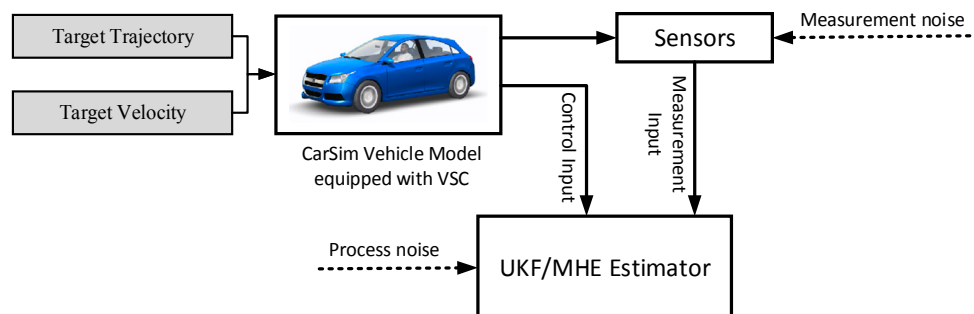 Target Trajectory
Target Velocity
CarSim Vehicle Model
equipped with VSC
Sensors
Measurement noise
Control Input
Measurement
Input
Process noise
UKF/MHE Estimator